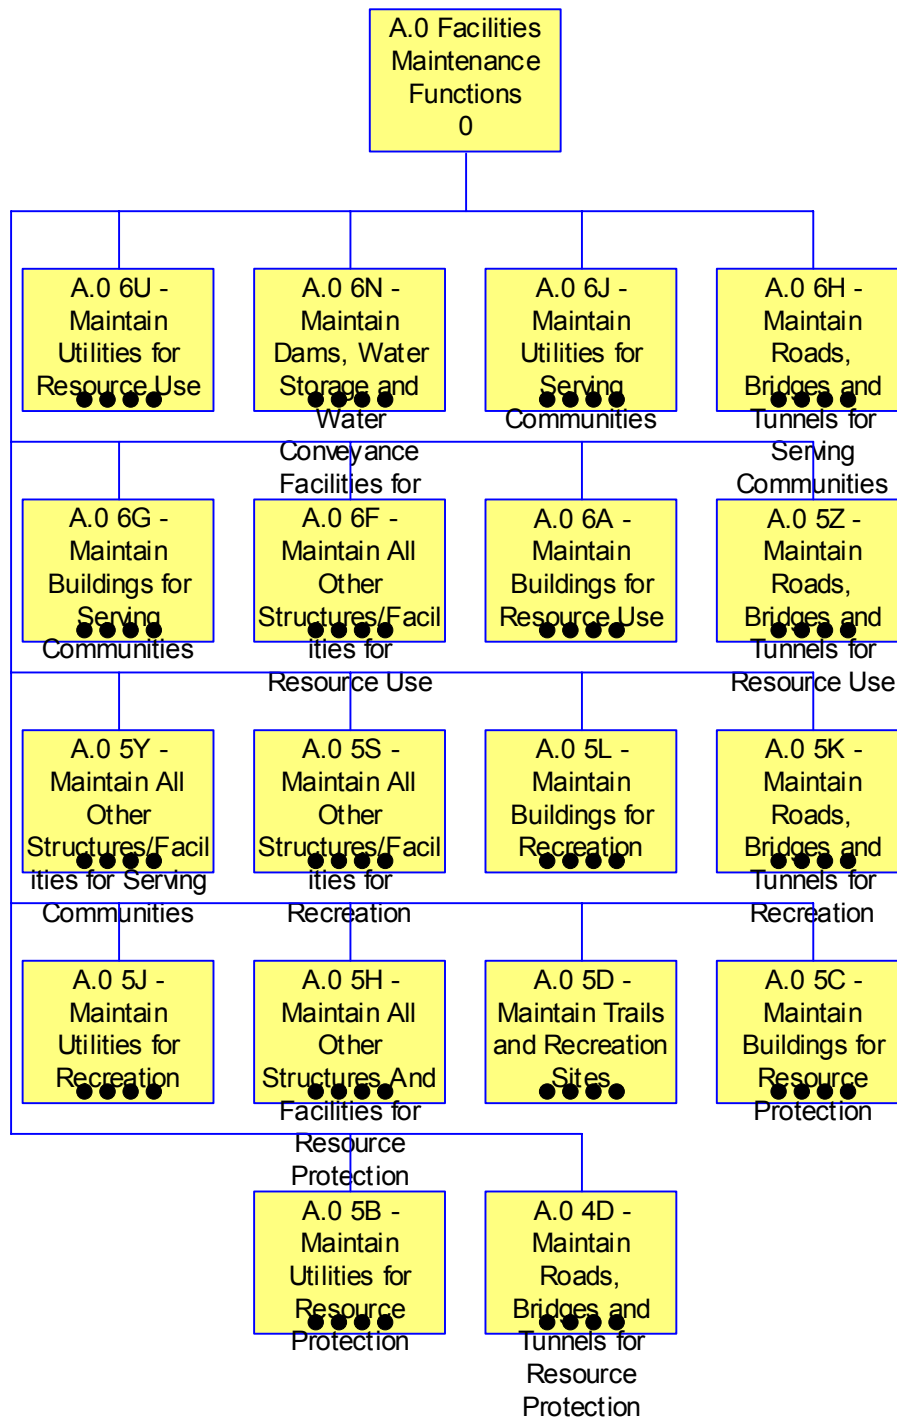 A.0 Facilities
Maintenance
Functions
0
A.0 6U -
Maintain
Utilities for
Resource Use
A.0 6N -
Maintain
Dams, Water
Storage and
Water
Conveyance
Facilities for
A.0 6J -
Maintain
Utilities for
Serving
Communities
A.0 6H -
Maintain
Roads,
Bridges and
Tunnels for
Serving
Communities
A.0 6G -
Maintain
Buildings for
Serving
Communities
A.0 6F -
Maintain All
Other
Structures/Facil
ities for
Resource Use
A.0 6A -
Maintain
Buildings for
Resource Use
A.0 5Z -
Maintain
Roads,
Bridges and
Tunnels for
Resource Use
A.0 5Y -
Maintain All
Other
Structures/Facil
ities for Serving
Communities
A.0 5S -
Maintain All
Other
Structures/Facil
ities for
Recreation
A.0 5L -
Maintain
Buildings for
Recreation
A.0 5K -
Maintain
Roads,
Bridges and
Tunnels for
Recreation
A.0 5J -
Maintain
Utilities for
Recreation
A.0 5H -
Maintain All
Other
Structures And
Facilities for
Resource
Protection
A.0 5D -
Maintain Trails
and Recreation
Sites
A.0 5C -
Maintain
Buildings for
Resource
Protection
A.0 5B -
Maintain
Utilities for
Resource
Protection
A.0 4D -
Maintain
Roads,
Bridges and
Tunnels for
Resource
Protection